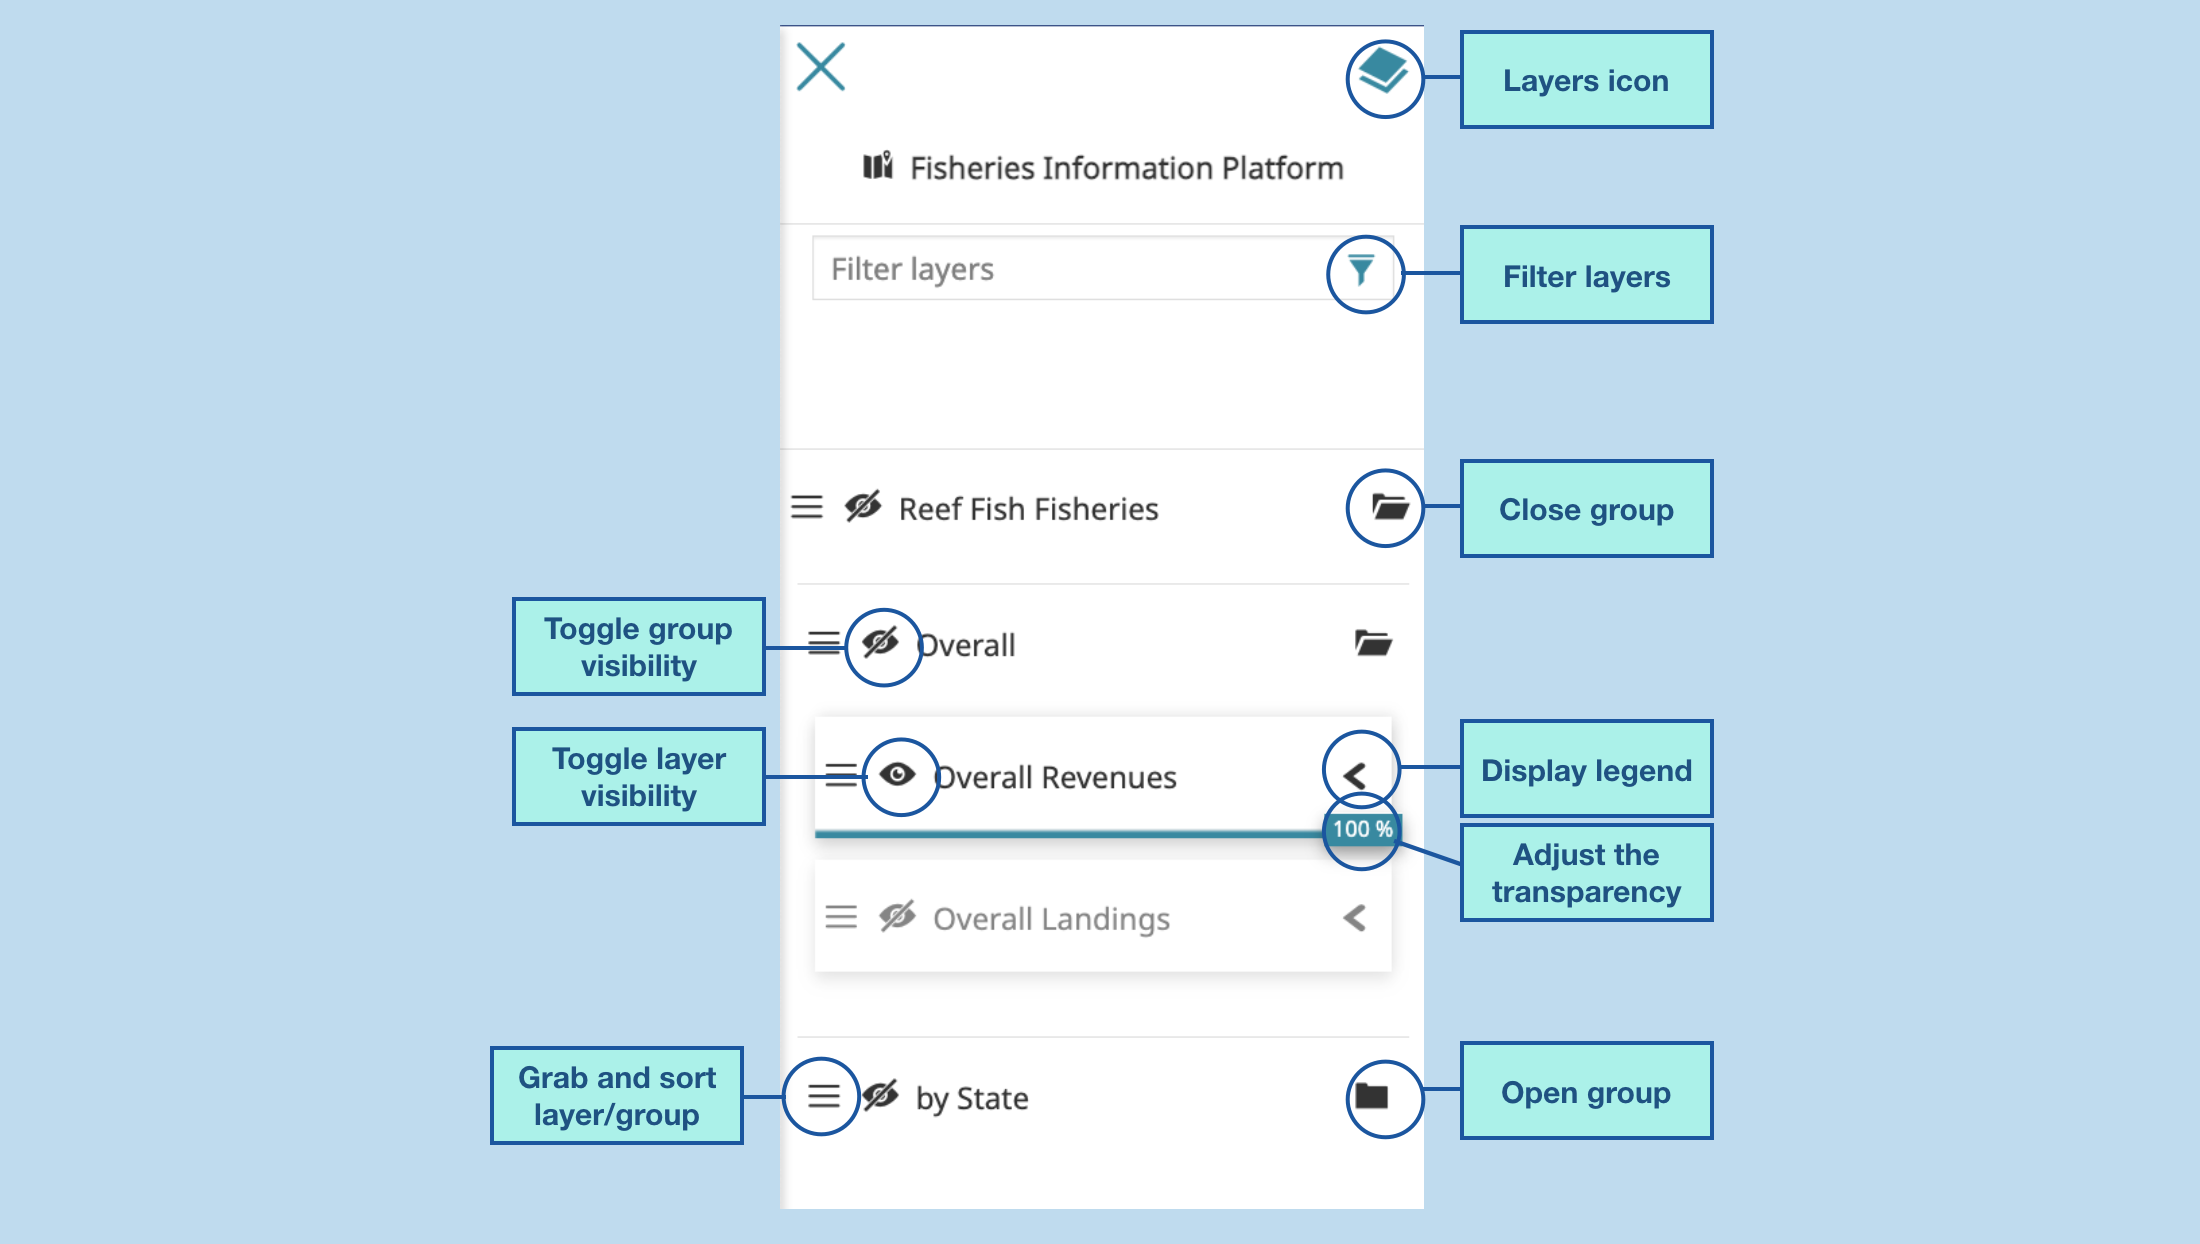 Layers icon
Fisheries Information Platform
Filter layers
Filter layers
Reef Fish Fisheries
Close group
Toggle group
visibility
Overall
Toggle layer
visibility
Overall Revenues
Display legend
100 %
Adjust the
transparency
Overall Landings
Grab and sort
layer/group
by State
Open group